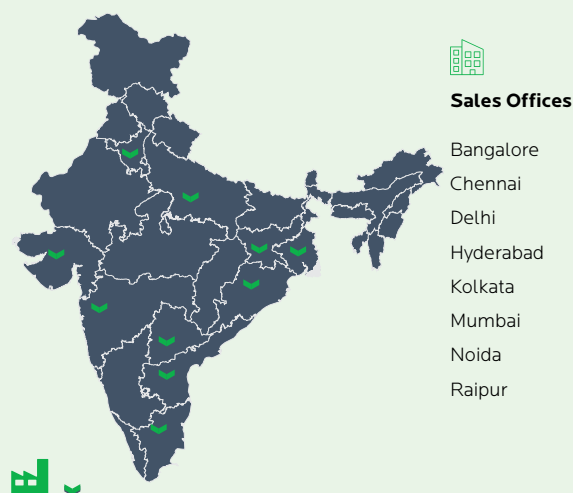 Sales Offices
Bangalore
Chennai
Delhi
Hyderabad
Kolkata
Mumbai
Noida
Raipur